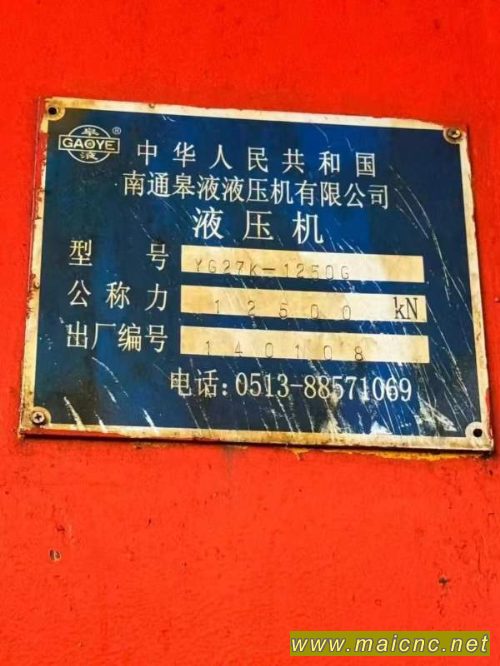 皋
GAOYE ®
液
中华人民共和国
南通皋液液压机有限公司
液压机
型号 YG27K-1250G
公称力 12500 kN
出厂编号 140108
电话:0513-88571069
www.maicnc.net